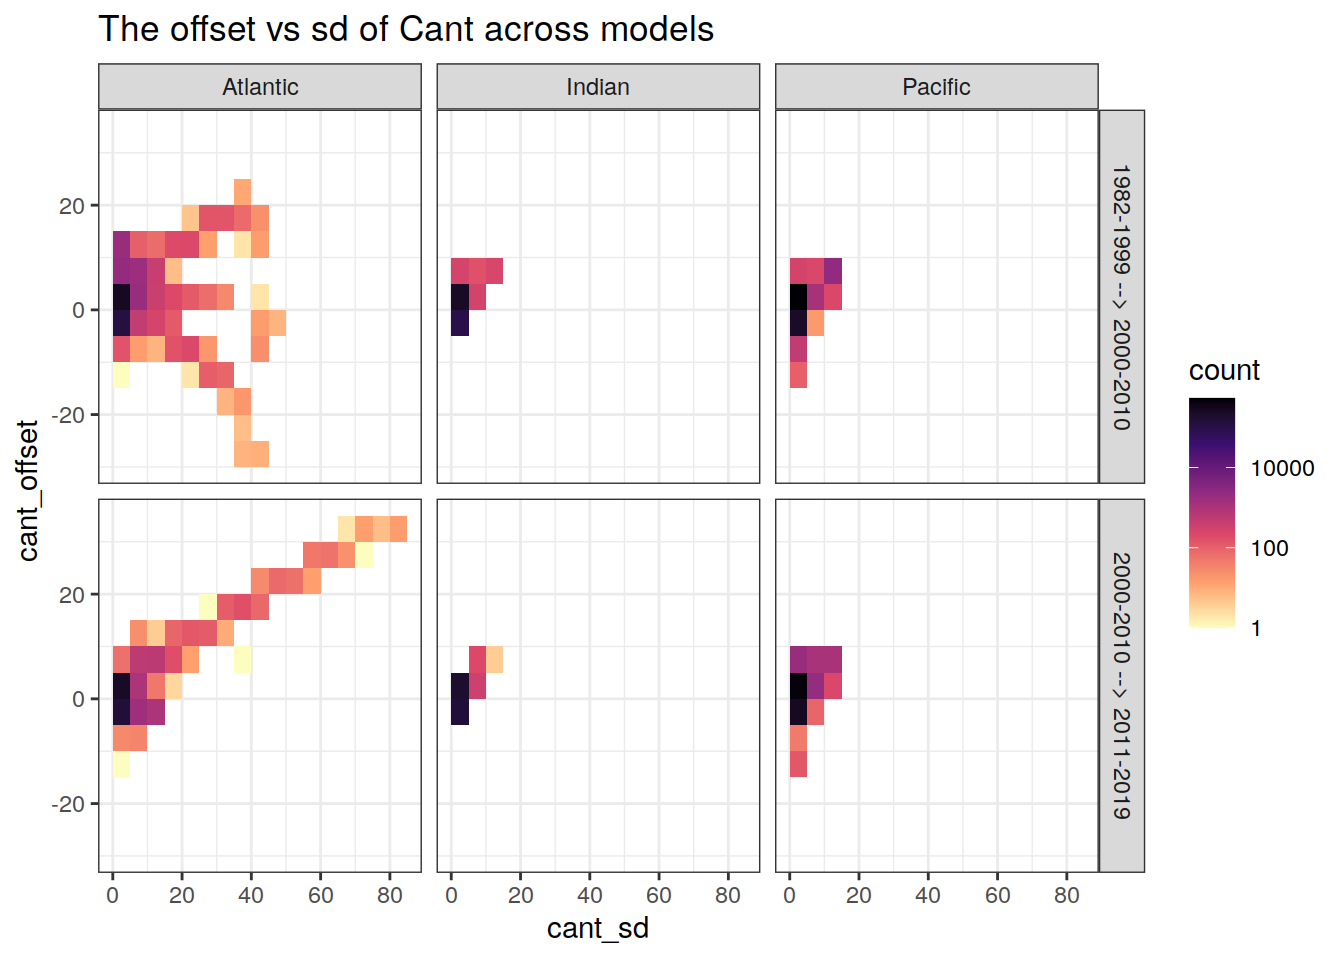 The offset vs sd of Cant across models
Atlantic
Indian
Pacific
1982-1999 --> 2000-2010
2000-2010 --> 2011-2019
cant_offset
20
0
-20
20
0
-20
0 20 40 60 80
0 20 40 60 80
0 20 40 60 80
cant_sd
count
10000
100
1